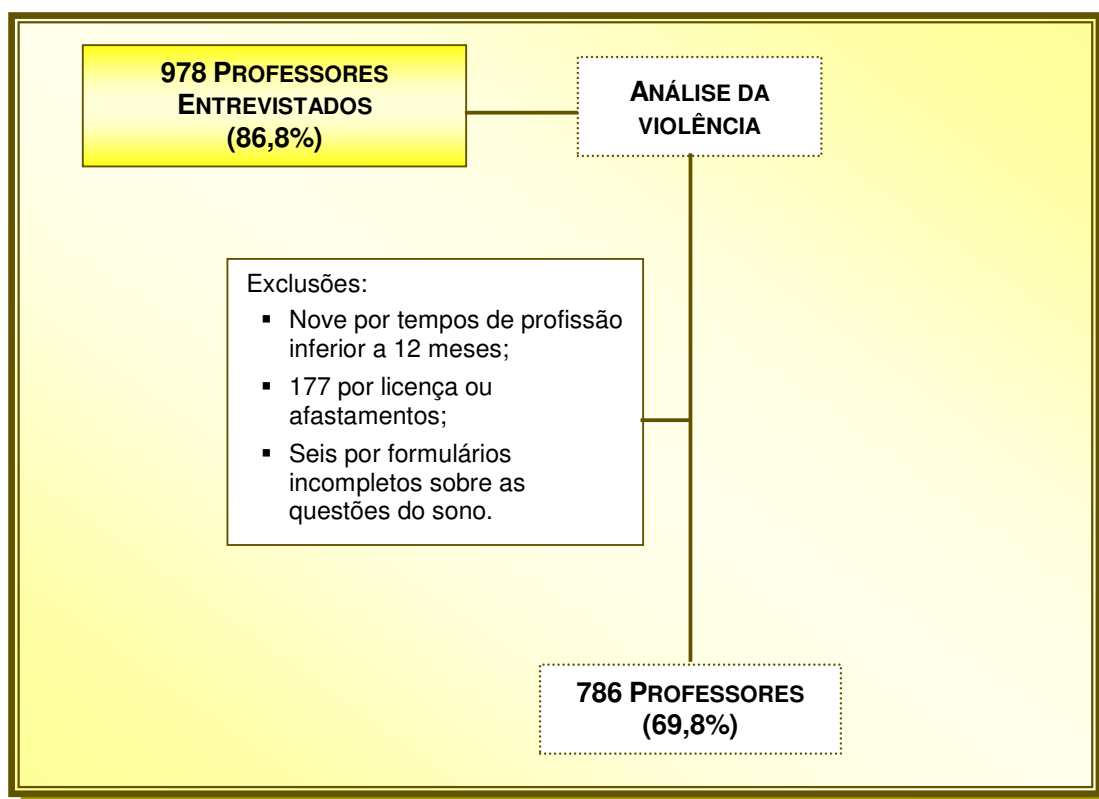 978 PROFESSORES
ENTREVISTADOS
(86,8%)
ANÁLISE DA
VIOLÊNCIA
Exclusões:
▪ Nove por tempos de profissão
inferior a 12 meses;
▪ 177 por licença ou
afastamentos;
▪ Seis por formulários
incompletos sobre as
questões do sono.
786 PROFESSORES
(69,8%)